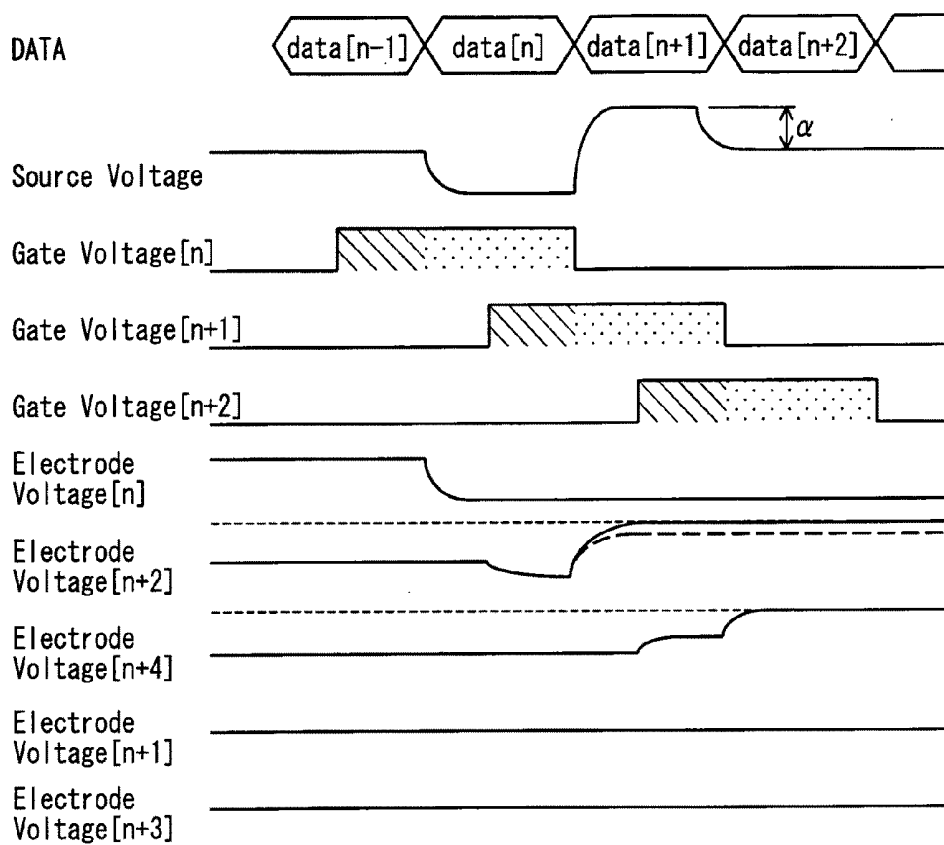 DATA
data[n-1] data[n] data[n+1] data[n+2]
α
Source Voltage
Gate Voltage[n]
Gate Voltage[n+1]
Gate Voltage[n+2]
Electrode
Voltage[n]
Electrode
Voltage[n+2]
Electrode
Voltage[n+4]
Electrode
Voltage[n+1]
Electrode
Voltage[n+3]